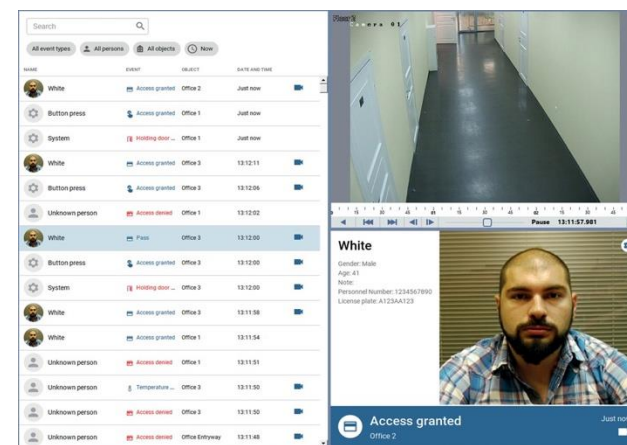 Search
All event types All persons All objects Now
NAME EVENT OBJECT DATE AND TIME
White Access granted Office 2 Just now
Button press Access granted Office 1 Just now
System Holding door ... Office 1 Just now
White Access granted Office 3 13:12:11
Button press Access granted Office 3 13:12:06
Unknown person Access denied Office 1 13:12:02
White Pass Office 3 13:12:00
Button press Access granted Office 3 13:12:00
System Holding door ... Office 3 13:12:00
White Access granted Office 3 13:11:58
White Access granted Office 1 13:11:54
Unknown person Access denied Office 1 13:11:51
Unknown person Temperature ... Office 3 13:11:50
Unknown person Access denied Office 3 13:11:50
Unknown person Access denied Office Entryway 13:11:48
Camera 01
Pause 13:11:57.981
White
Gender: Male
Age: 41
Note:
Personnel Number: 1234567890
License plate: A123AA123
Access granted Just now
Office 2